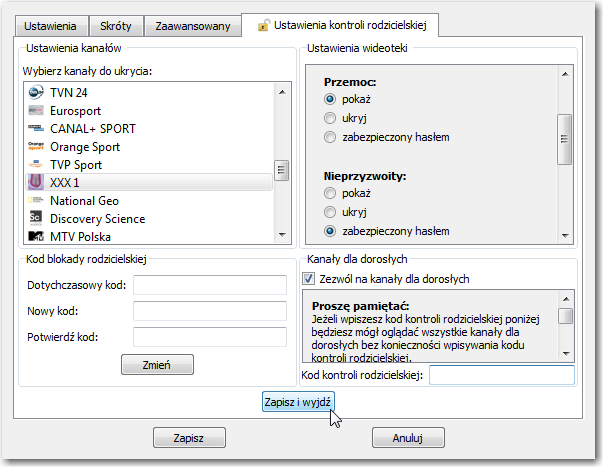 Ustawienia
Skróty
Zaawansowany
Ustawienia kontroli rodzicielskiej
Ustawienia kanałów
Wybierz kanały do ukrycia:
TVN 24
Eurosport
CANAL+ SPORT
Orange Sport
TVP Sport
XXX 1
National Geo
Discovery Science
MTV Polska
Ustawienia wideoteki
Przemoc:
pokaż
ukryj
zabezpieczony hasłem
Nieprzyzwoity:
pokaż
ukryj
zabezpieczony hasłem
Kod blokady rodzicielskiej
Dotychczasowy kod:
Nowy kod:
Potwierdź kod:
Zmień
Kanały dla dorosłych
Zezwól na kanały dla dorosłych
Proszę pamiętać:
Jeżeli wpiszesz kod kontroli rodzicielskiej poniżej
będziesz mógł oglądać wszystkie kanały dla
dorosłych bez konieczności wpisywania kodu
kontroli rodzicielskiej.
Kod kontroli rodzicielskiej:
Zapisz i wyjdź
Zapisz
Anuluj